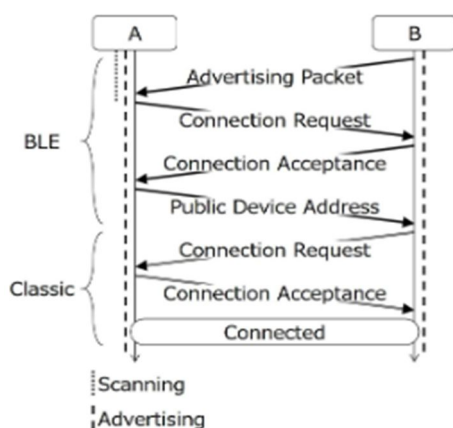 A
B
Advertising Packet
Connection Request
BLE
Connection Acceptance
Public Device Address
Connection Request
Classic
Connection Acceptance
Connected
Scanning
Advertising